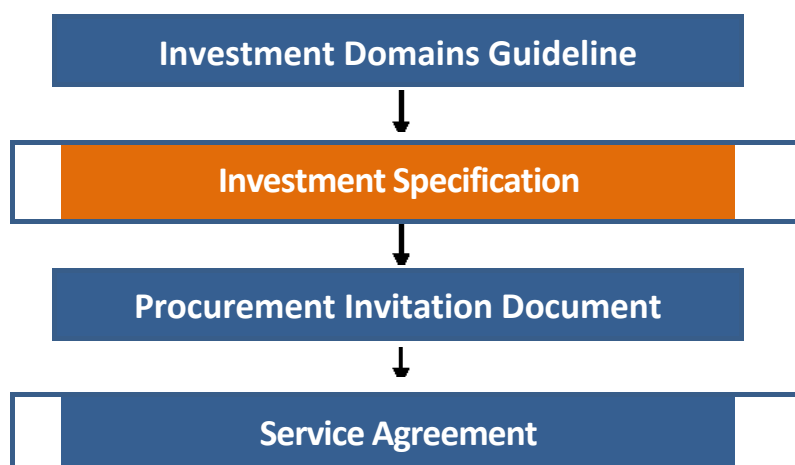 Investment Domains Guideline
Investment Specification
Procurement Invitation Document
Service Agreement